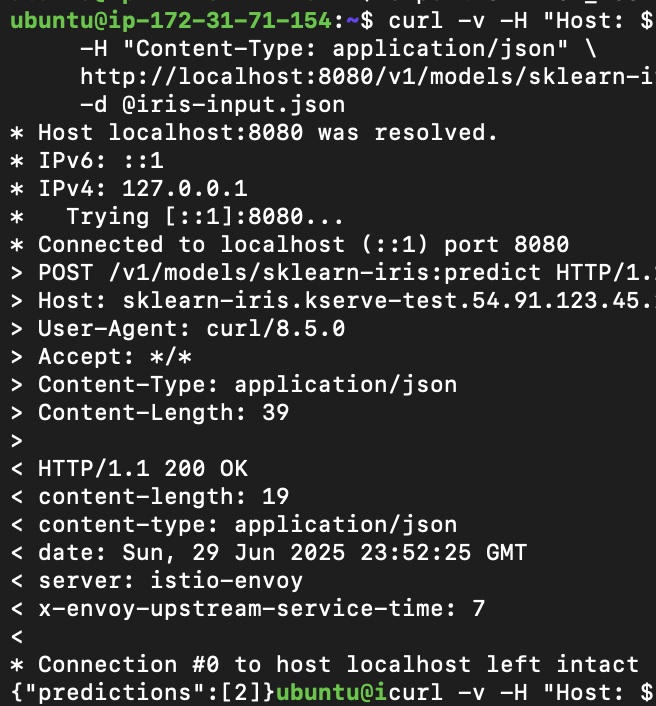 ubuntu@ip-172-31-71-154:~$ curl -v -H "Host: $
-H "Content-Type: application/json" \
http://localhost:8080/v1/models/sklearn-i
-d @iris-input.json
* Host localhost:8080 was resolved.
* IPv6: ::1
* IPv4: 127.0.0.1
*   Trying [::1]:8080...
* Connected to localhost (::1) port 8080
> POST /v1/models/sklearn-iris:predict HTTP/1.
> Host: sklearn-iris.kserve-test.54.91.123.45.
> User-Agent: curl/8.5.0
> Accept: */*
> Content-Type: application/json
> Content-Length: 39
>
< HTTP/1.1 200 OK
< content-length: 19
< content-type: application/json
< date: Sun, 29 Jun 2025 23:52:25 GMT
< server: istio-envoy
< x-envoy-upstream-service-time: 7
<
* Connection #0 to host localhost left intact
{"predictions":[2]}ubuntu@icurl -v -H "Host: $